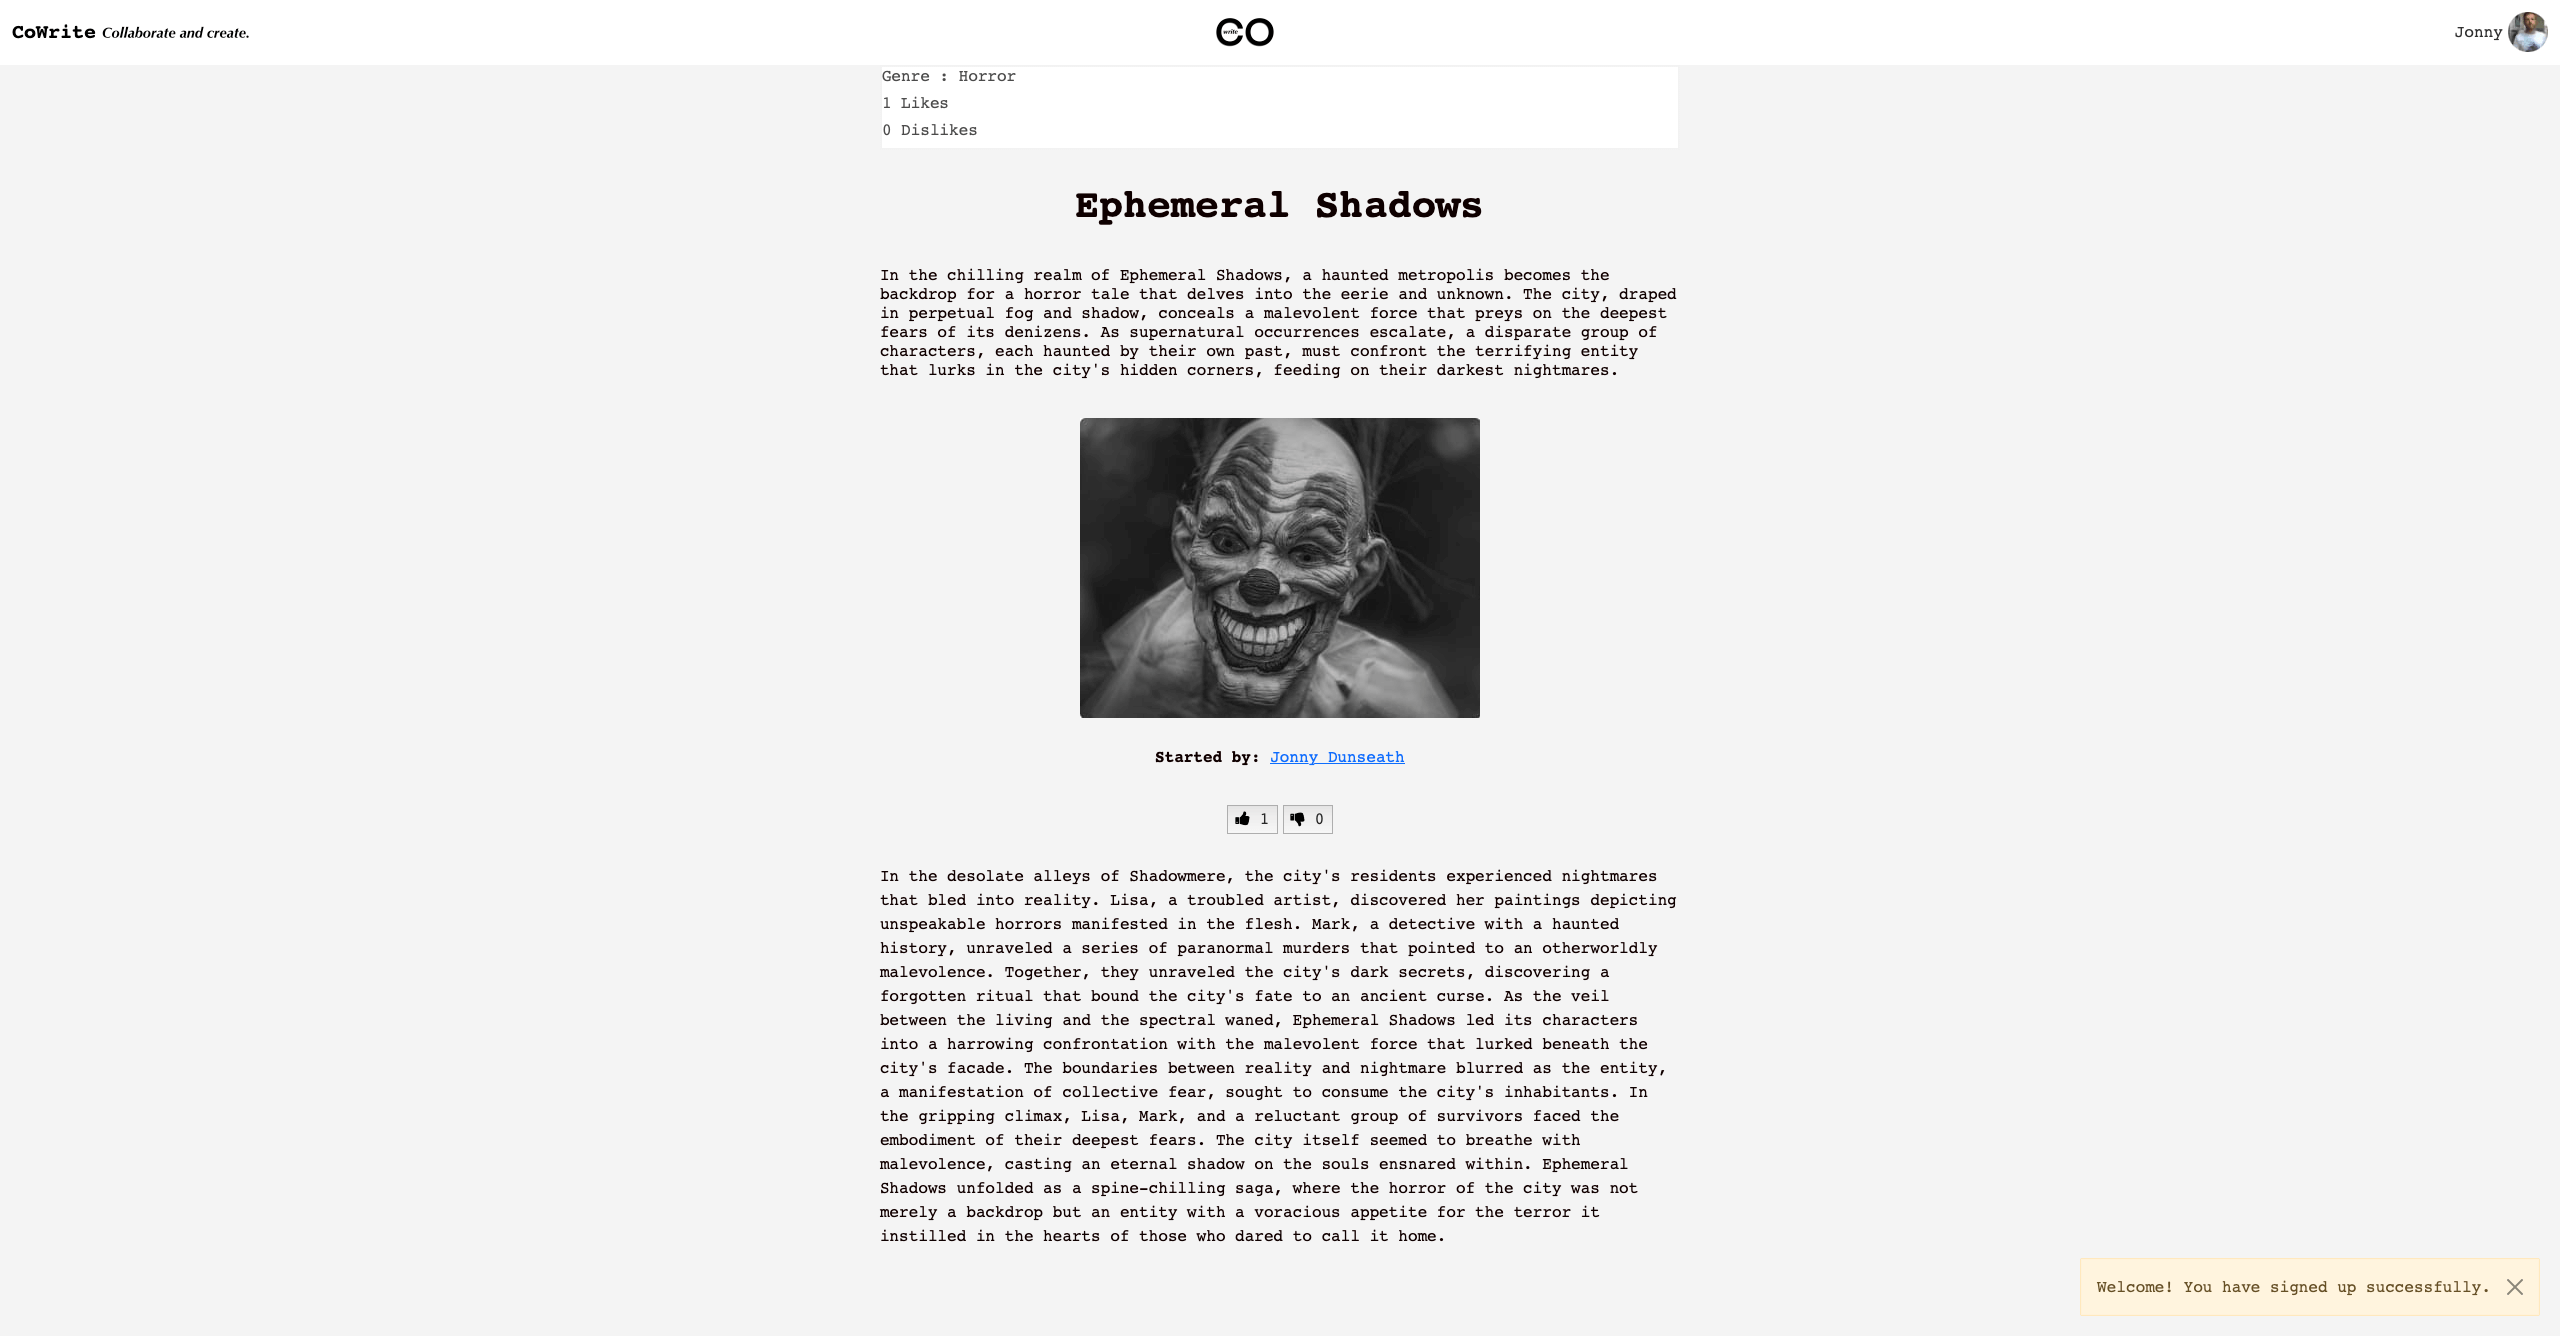 CoWrite Collaborate and create.
CO
write
Jonny
Genre : Horror
1 Likes
0 Dislikes
Ephemeral Shadows
In the chilling realm of Ephemeral Shadows, a haunted metropolis becomes the
backdrop for a horror tale that delves into the eerie and unknown. The city, draped
in perpetual fog and shadow, conceals a malevolent force that preys on the deepest
fears of its denizens. As supernatural occurrences escalate, a disparate group of
characters, each haunted by their own past, must confront the terrifying entity
that lurks in the city's hidden corners, feeding on their darkest nightmares.
Started by: Jonny Dunseath
1 0
In the desolate alleys of Shadowmere, the city's residents experienced nightmares
that bled into reality. Lisa, a troubled artist, discovered her paintings depicting
unspeakable horrors manifested in the flesh. Mark, a detective with a haunted
history, unraveled a series of paranormal murders that pointed to an otherworldly
malevolence. Together, they unraveled the city's dark secrets, discovering a
forgotten ritual that bound the city's fate to an ancient curse. As the veil
between the living and the spectral waned, Ephemeral Shadows led its characters
into a harrowing confrontation with the malevolent force that lurked beneath the
city's facade. The boundaries between reality and nightmare blurred as the entity,
a manifestation of collective fear, sought to consume the city's inhabitants. In
the gripping climax, Lisa, Mark, and a reluctant group of survivors faced the
embodiment of their deepest fears. The city itself seemed to breathe with
malevolence, casting an eternal shadow on the souls ensnared within. Ephemeral
Shadows unfolded as a spine-chilling saga, where the horror of the city was not
merely a backdrop but an entity with a voracious appetite for the terror it
instilled in the hearts of those who dared to call it home.
Welcome! You have signed up successfully.